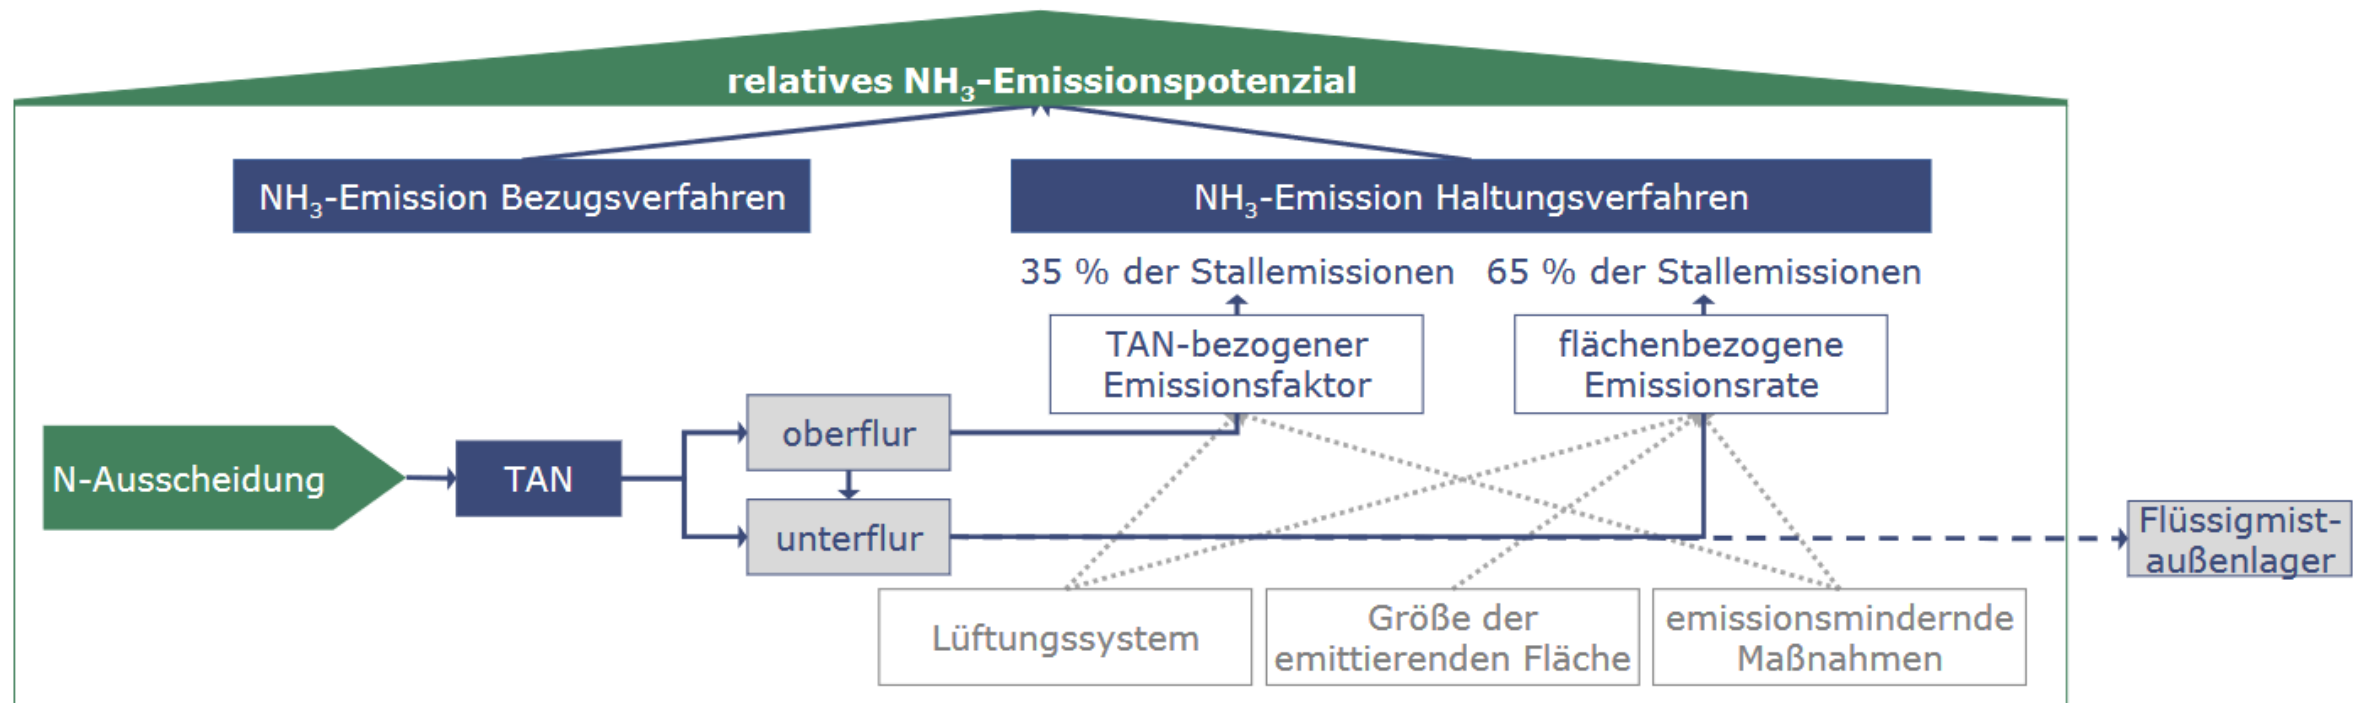 relatives NH₃-Emissionspotenzial
NH₃-Emission Bezugsverfahren
NH₃-Emission Haltungsverfahren
35 % der Stallemissionen
65 % der Stallemissionen
TAN-bezogener
Emissionsfaktor
flächenbezogene
Emissionsrate
N-Ausscheidung
TAN
oberflur
unterflur
Flüssigmist-
außenlager
Lüftungssystem
Größe der
emittierenden Fläche
emissionsmindernde
Maßnahmen